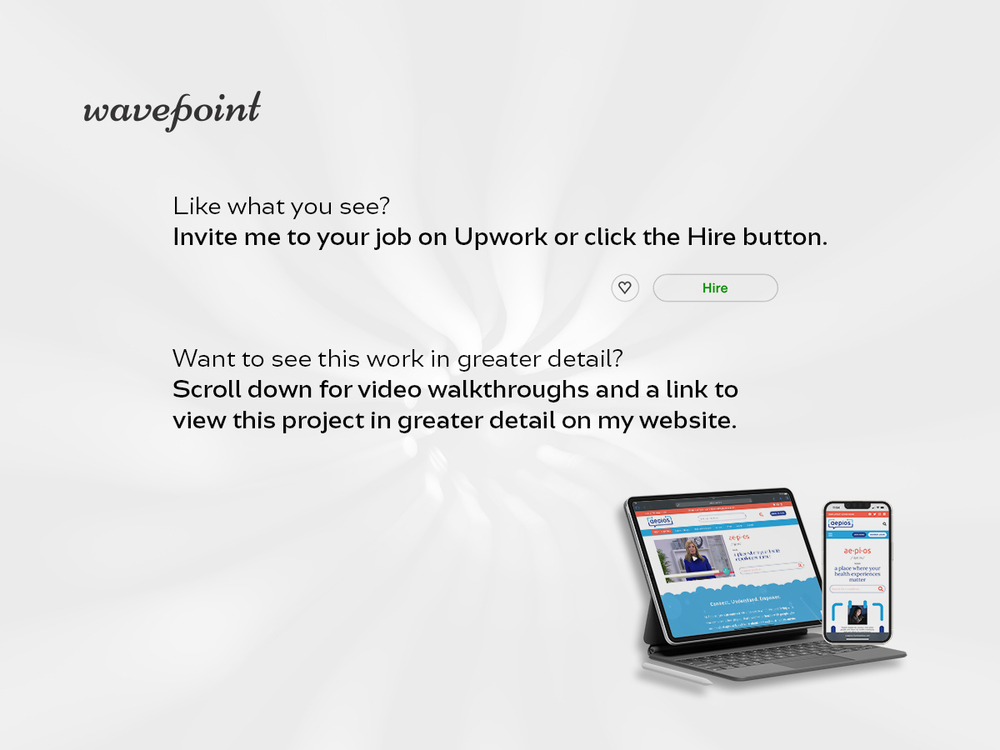 wavepoint
Like what you see?
Invite me to your job on Upwork or click the Hire button.
Hire
Want to see this work in greater detail?
Scroll down for video walkthroughs and a link to
view this project in greater detail on my website.
aepios
ae·pi·os
Connect. Understand. Empower.
aepios
ae·pi·os
a place where your
health experiences
matter